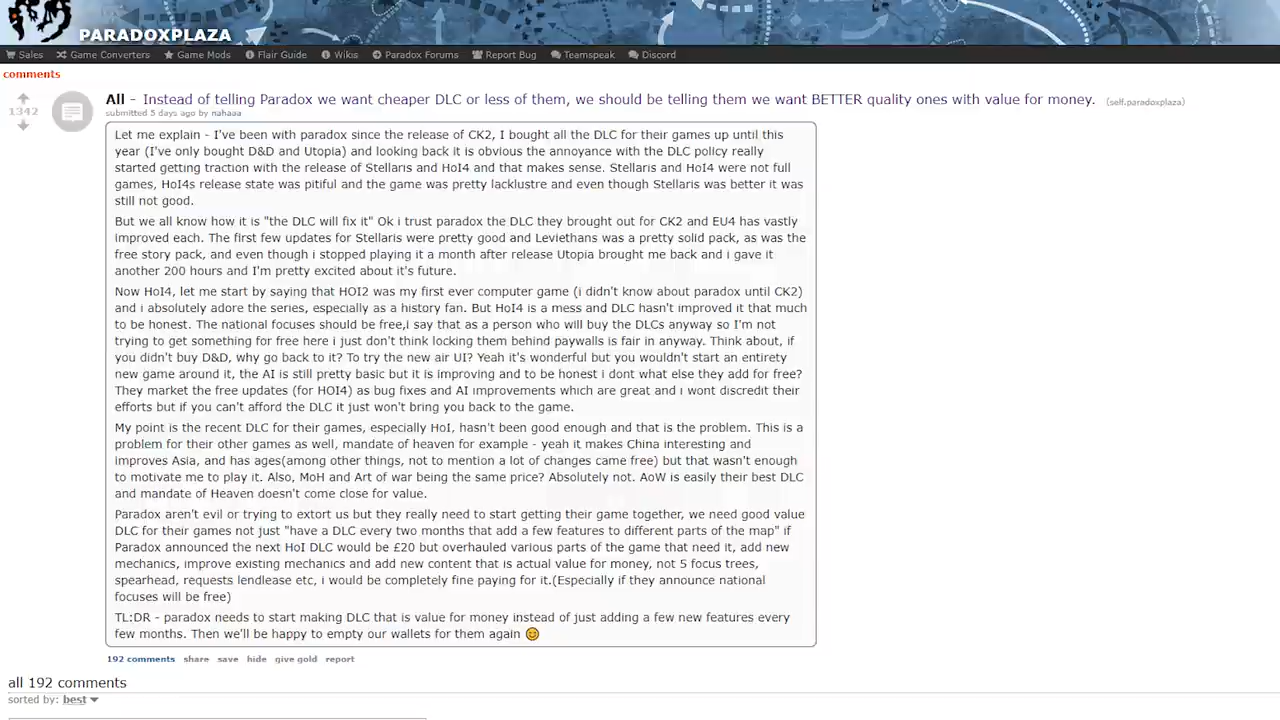 PARADOXPLAZA
Sales Game Converters Game Mods Flair Guide Wikis Paradox Forums Report Bug Teamspeak Discord
comments
1342
All - Instead of telling Paradox we want cheaper DLC or less of them, we should be telling them we want BETTER quality ones with value for money. (self.paradoxplaza)
submitted 5 days ago by nahaaa
Let me explain - I've been with paradox since the release of CK2, I bought all the DLC for their games up until this
year (I've only bought D&D and Utopia) and looking back it is obvious the annoyance with the DLC policy really
started getting traction with the release of Stellaris and HoI4 and that makes sense. Stellaris and HoI4 were not full
games, HoI4s release state was pitiful and the game was pretty lacklustre and even though Stellaris was better it was
still not good.
But we all know how it is "the DLC will fix it" Ok i trust paradox the DLC they brought out for CK2 and EU4 has vastly
improved each. The first few updates for Stellaris were pretty good and Leviethans was a pretty solid pack, as was the
free story pack, and even though i stopped playing it a month after release Utopia brought me back and i gave it
another 200 hours and I'm pretty excited about it's future.
Now HoI4, let me start by saying that HOI2 was my first ever computer game (i didn't know about paradox until CK2)
and i absolutely adore the series, especially as a history fan. But HoI4 is a mess and DLC hasn't improved it that much
to be honest. The national focuses should be free,i say that as a person who will buy the DLCs anyway so I'm not
trying to get something for free here i just don't think locking them behind paywalls is fair in anyway. Think about, if
you didn't buy D&D, why go back to it? To try the new air UI? Yeah it's wonderful but you wouldn't start an entirety
new game around it, the AI is still pretty basic but it is improving and to be honest i dont what else they add for free?
They market the free updates (for HOI4) as bug fixes and AI improvements which are great and i wont discredit their
efforts but if you can't afford the DLC it just won't bring you back to the game.
My point is the recent DLC for their games, especially HoI, hasn't been good enough and that is the problem. This is a
problem for their other games as well, mandate of heaven for example - yeah it makes China interesting and
improves Asia, and has ages(among other things, not to mention a lot of changes came free) but that wasn't enough
to motivate me to play it. Also, MoH and Art of war being the same price? Absolutely not. AoW is easily their best DLC
and mandate of Heaven doesn't come close for value.
Paradox aren't evil or trying to extort us but they really need to start getting their game together, we need good value
DLC for their games not just "have a DLC every two months that add a few features to different parts of the map" if
Paradox announced the next HoI DLC would be £20 but overhauled various parts of the game that need it, add new
mechanics, improve existing mechanics and add new content that is actual value for money, not 5 focus trees,
spearhead, requests lendlease etc, i would be completely fine paying for it.(Especially if they announce national
focuses will be free)
TL:DR - paradox needs to start making DLC that is value for money instead of just adding a few new features every
few months. Then we'll be happy to empty our wallets for them again
192 comments share save hide give gold report
all 192 comments
sorted by: best